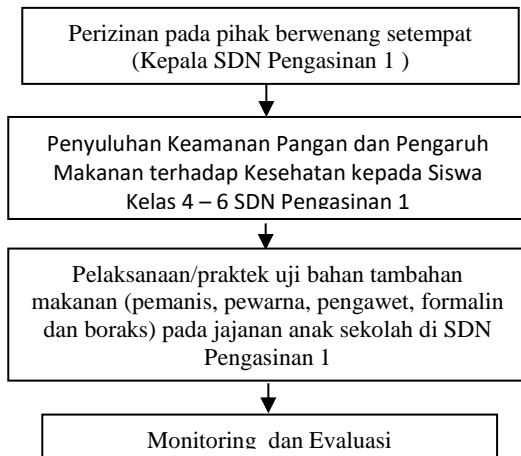 Perizinan pada pihak berwenang setempat
(Kepala SDN Pengasinan 1 )
Penyuluhan Keamanan Pangan dan Pengaruh
Makanan terhadap Kesehatan kepada Siswa
Kelas 4 – 6 SDN Pengasinan 1
Pelaksanaan/praktek uji bahan tambahan
makanan (pemanis, pewarna, pengawet, formalin
dan boraks) pada jajanan anak sekolah di SDN
Pengasinan 1
Monitoring dan Evaluasi